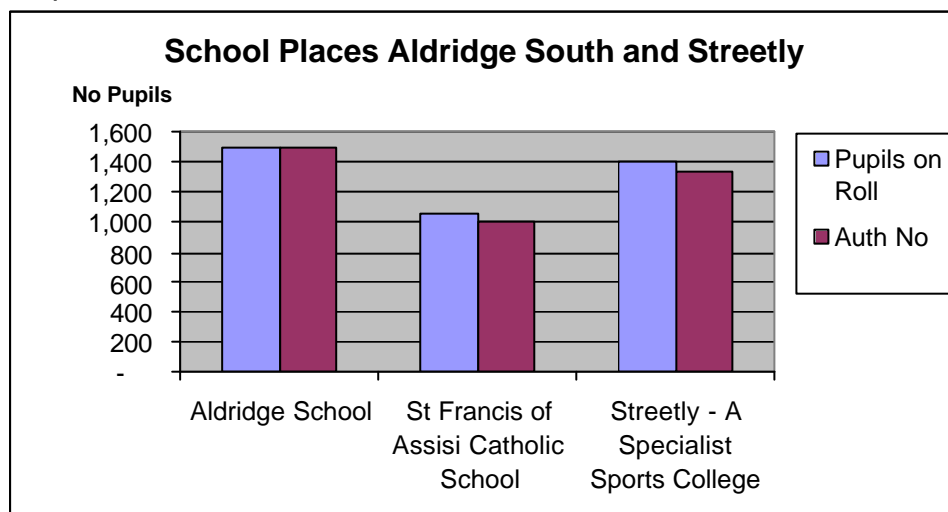 School Places Aldridge South and Streetly
No Pupils
1,600
1,400
1,200
1,000
800
600
400
200
-
Aldridge School
St Francis of
Assisi Catholic
School
Streetly - A
Specialist
Sports College
Pupils on
Roll
Auth No